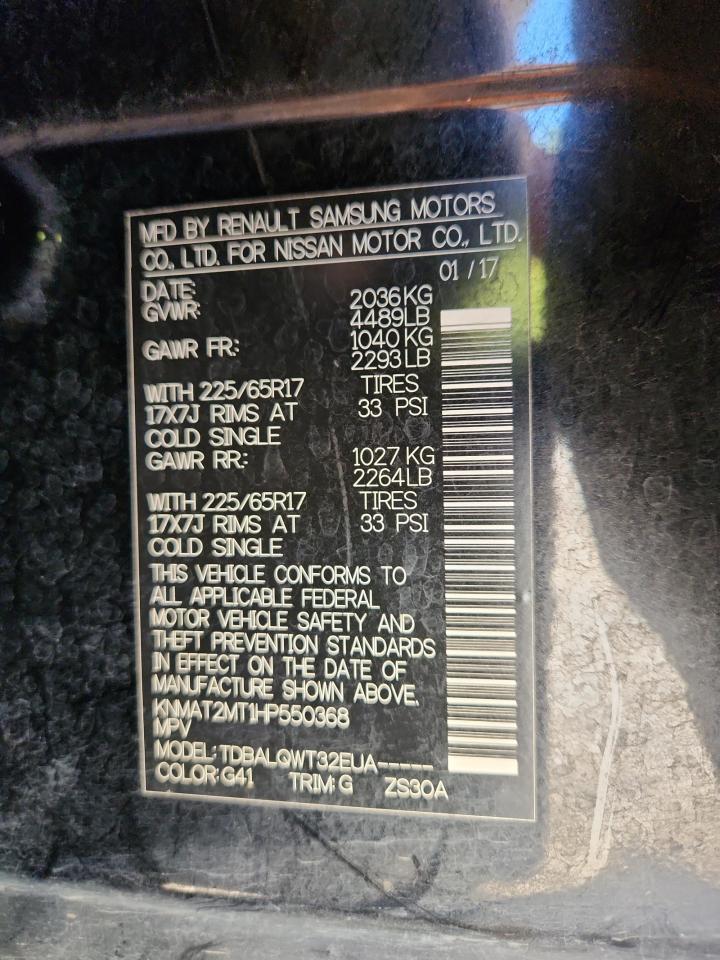 MFD BY RENAULT SAMSUNG MOTORS
CO., LTD. FOR NISSAN MOTOR CO., LTD.
DATE: 01 / 17
GVWR: 2036 KG
4489 LB
GAWR FR.: 1040 KG
2293 LB
WITH 225/65R17 TIRES
17X7J RIMS AT 33 PSI
COLD SINGLE
GAWR RR.: 1027 KG
2264 LB
WITH 225/65R17 TIRES
17X7J RIMS AT 33 PSI
COLD SINGLE
THIS VEHICLE CONFORMS TO
ALL APPLICABLE FEDERAL
MOTOR VEHICLE SAFETY AND
THEFT PREVENTION STANDARDS
IN EFFECT ON THE DATE OF
MANUFACTURE SHOWN ABOVE.
KNMAT2MT1HP550368
MPV
MODEL: TDBALQWT32EUA-----
COLOR: G41 TRIM: G ZS30A